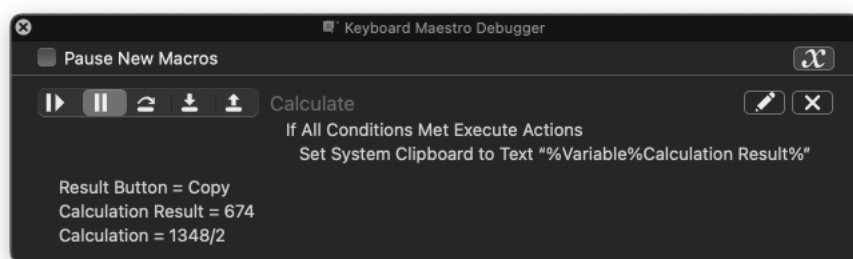 Keyboard Maestro Debugger
Pause New Macros
Calculate
If All Conditions Met Execute Actions
Set System Clipboard to Text “%Variable%Calculation Result%”
Result Button = Copy
Calculation Result = 674
Calculation = 1348/2